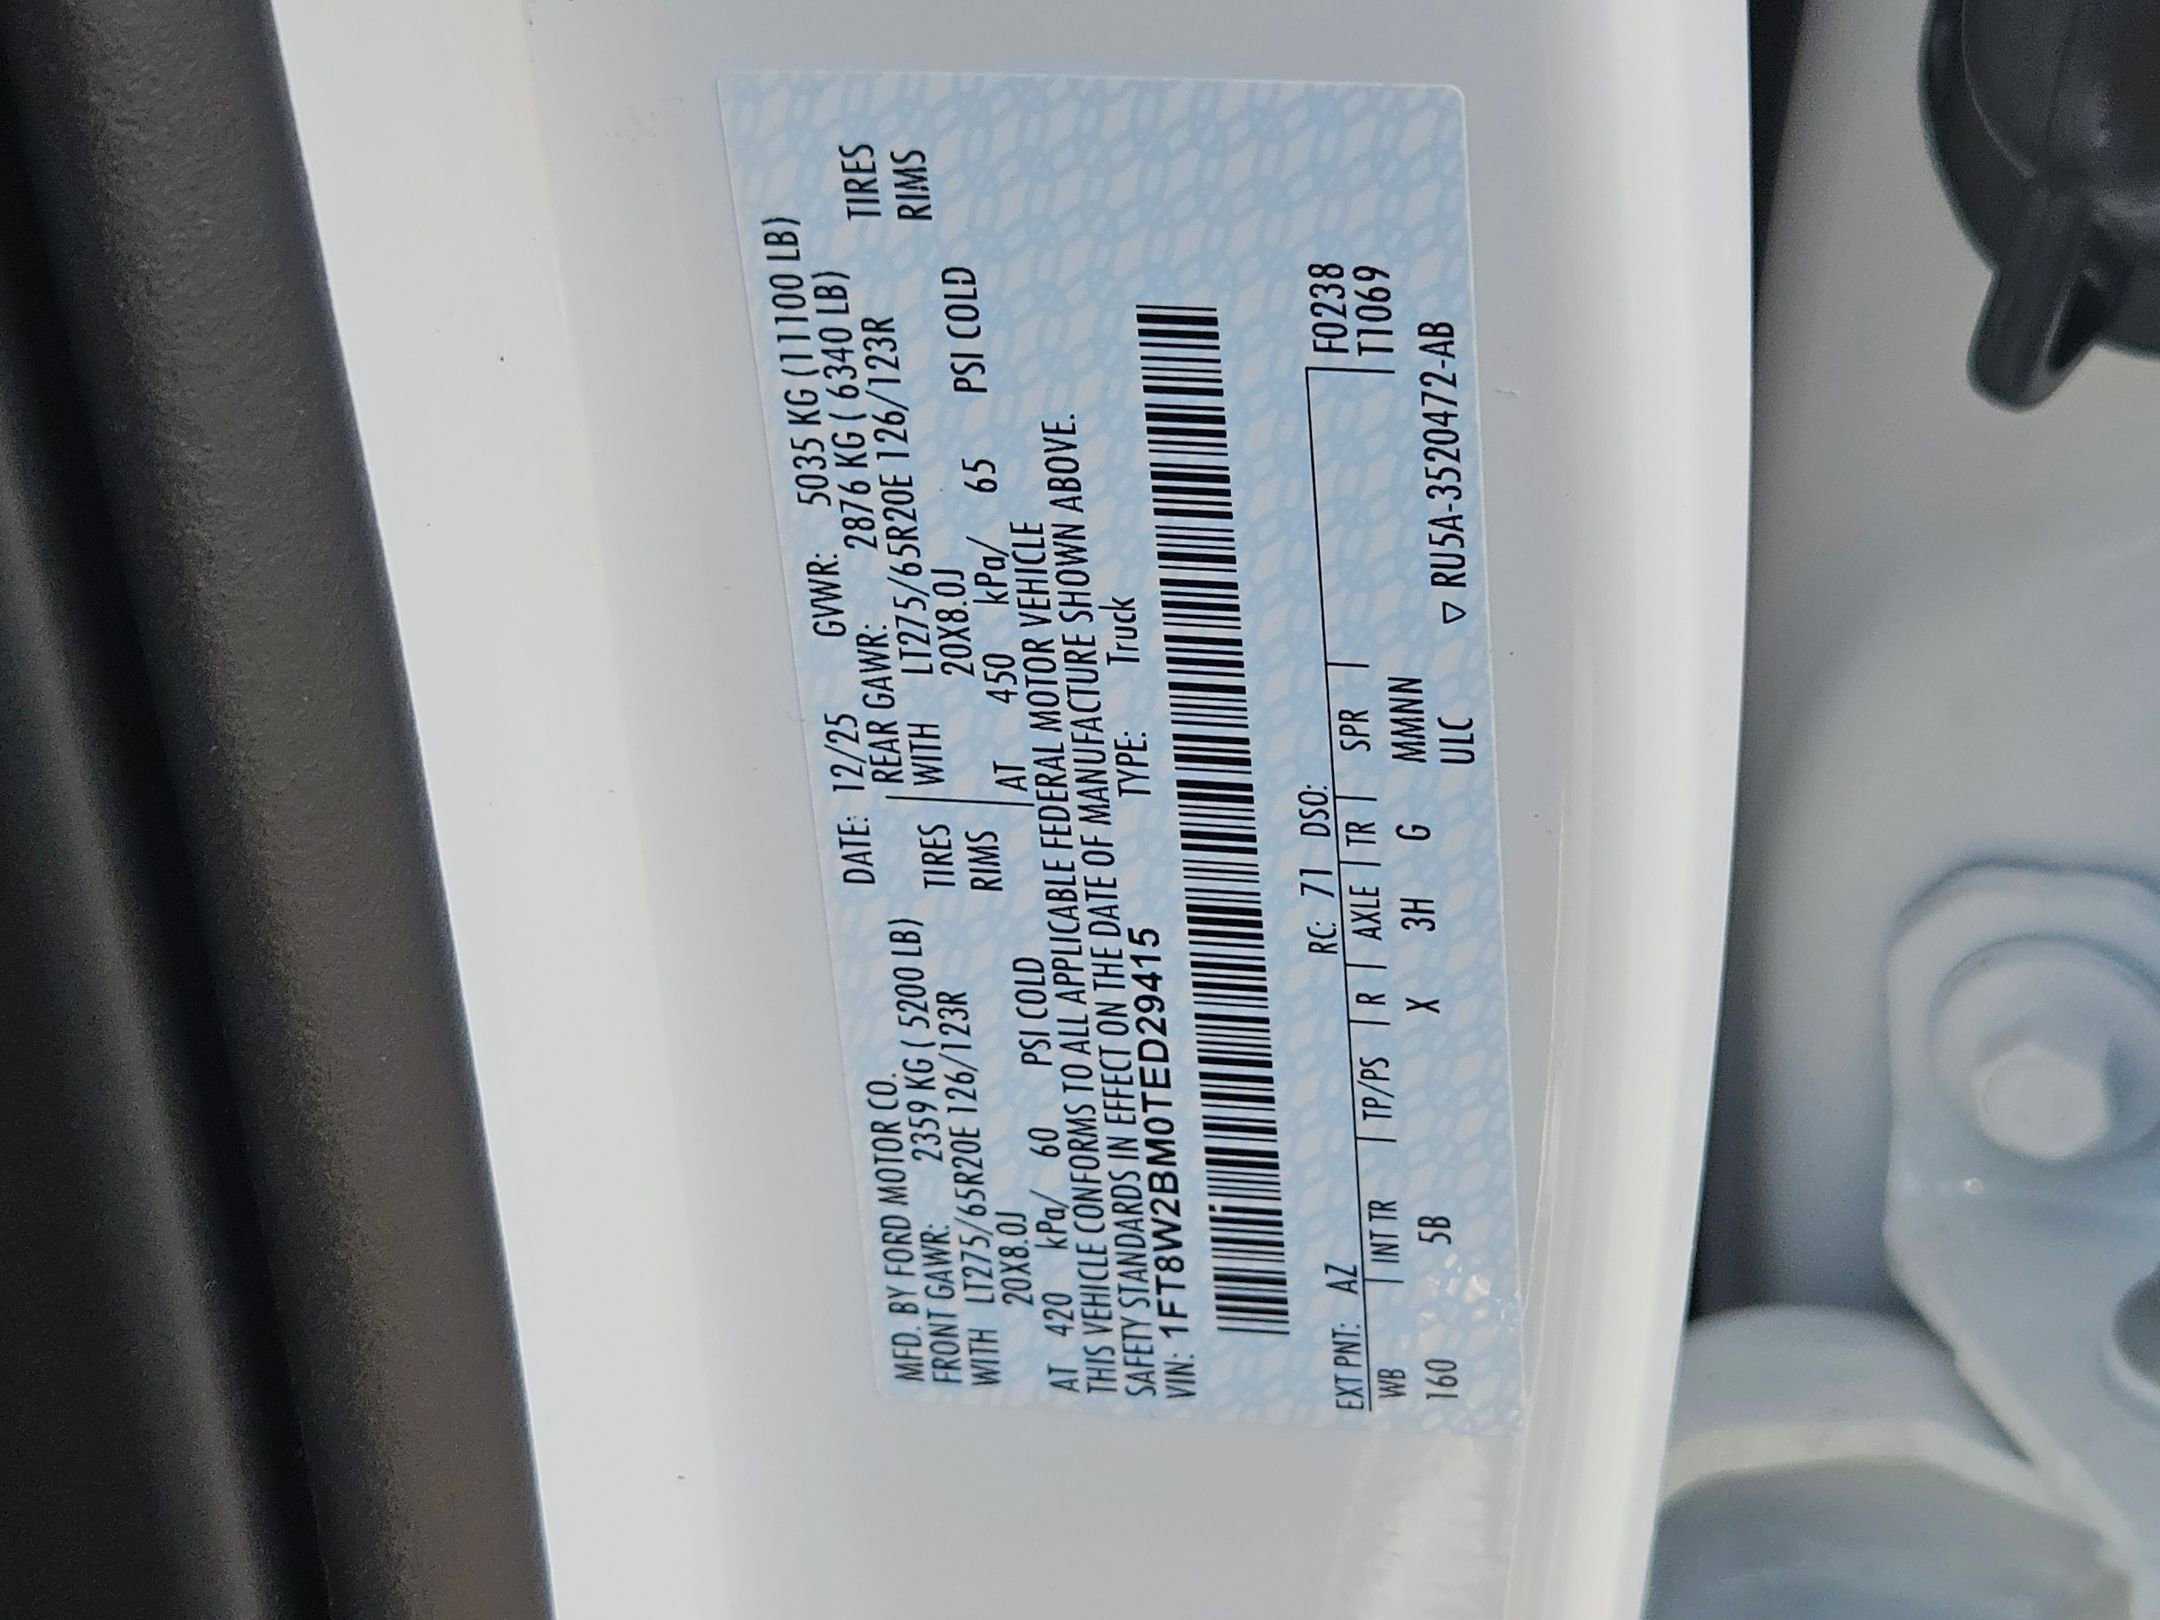 MFD. BY FORD MOTOR CO. DATE: 12/25 GVWR: 5035 KG (11100 LB)
FRONT GAWR: 2359 KG ( 5200 LB) REAR GAWR: 2876 KG ( 6340 LB)
WITH LT275/65R20E 126/123R TIRES WITH LT275/65R20E 126/123R TIRES
20X8.0J RIMS 20X8.0J RIMS
AT 420 kPa/ 60 PSI COLD AT 450 kPa/ 65 PSI COLD
THIS VEHICLE CONFORMS TO ALL APPLICABLE FEDERAL MOTOR VEHICLE
SAFETY STANDARDS IN EFFECT ON THE DATE OF MANUFACTURE SHOWN ABOVE.
VIN: 1FT8W2BM0TED29415 TYPE: Truck
EXT PNT: AZ RC: 71 DSO: F0238
WB INT TR TP/PS R AXLE TR SPR T1069
160 5B X 3H G MMNN
ULC ▽ RU5A-3520472-AB